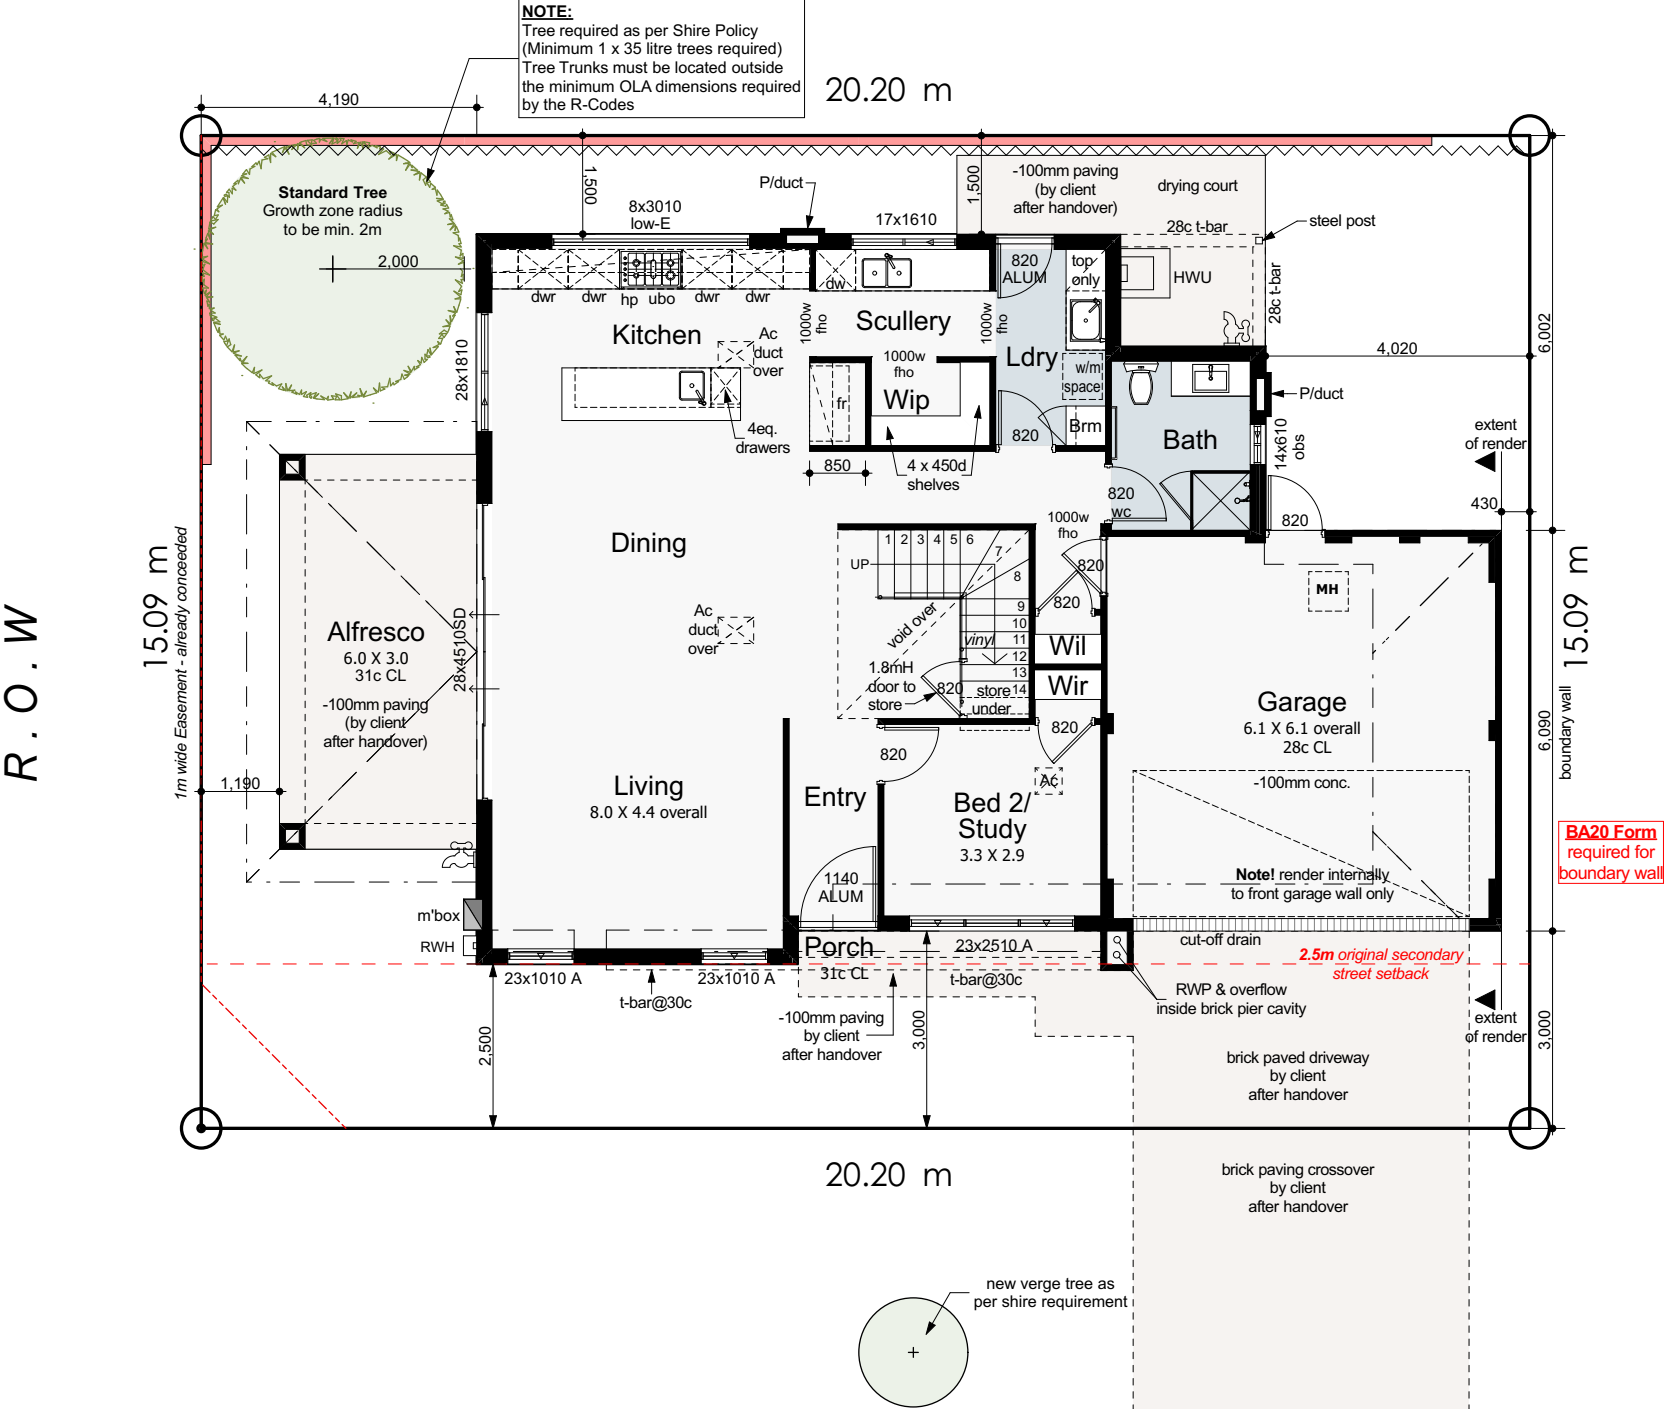 NOTE:
Tree required as per Shire Policy
(Minimum 1 x 35 litre trees required)
Tree Trunks must be located outside
the minimum OLA dimensions required
by the R-Codes
20.20 m
4,190
Standard Tree
Growth zone radius
to be min. 2m
2,000
1,500
P/duct
8x3010
low-E
17x1610
1,500
-100mm paving
(by client
after handover)
drying court
28c t-bar
steel post
28c t-bar
HWU
820
ALUM
top
only
dwr
dwr
hp
ubo
dwr
dwr
dw
Kitchen
Ac
duct
over
1000w
fho
Scullery
1000w
fho
Ldry
1000w
fho
Wip
fr
w/m
space
Brm
820
28x1810
4eq.
drawers
850
4 x 450d
shelves
Bath
P/duct
14x610
obs
4,020
6,002
extent
of render
430
820
wc
820
1000w
fho
820
820
Dining
UP
1
2
3
4
5
6
7
8
9
10
11
12
13
14
void over
vinyl
1.8mH
door to
store
820
store
under
Wil
Wir
820
Ac
duct
over
MH
R.O.W
15.09 m
1m wide Easement - already conceded
Alfresco
6.0 X 3.0
31c CL
-100mm paving
(by client
after handover)
28x4510SD
1,190
Living
8.0 X 4.4 overall
Entry
820
Bed 2/
Study
3.3 X 2.9
Ac
Garage
6.1 X 6.1 overall
28c CL
-100mm conc.
Note! render internally
to front garage wall only
15.09 m
6,090
boundary wall
BA20 Form
required for
boundary wall
1140
ALUM
m'box
RWH
Porch
31c CL
23x2510 A
t-bar@30c
cut-off drain
2.5m original secondary
street setback
23x1010 A
23x1010 A
t-bar@30c
-100mm paving
by client
after handover
RWP & overflow
inside brick pier cavity
extent
of render
2,500
3,000
3,000
brick paved driveway
by client
after handover
20.20 m
brick paving crossover
by client
after handover
new verge tree as
per shire requirement